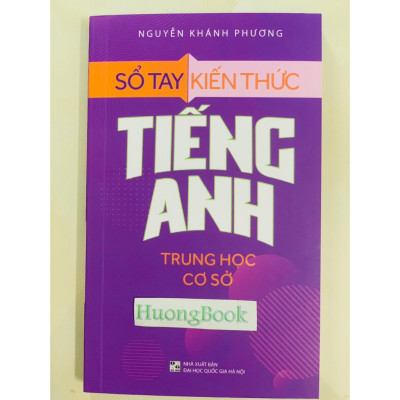 NGUYỄN KHÁNH PHƯƠNG
SỔ TAY KIẾN THỨC
TIẾNG
ANH
TRUNG HỌC
CƠ SỞ
HuongBook
NHÀ XUẤT BẢN
ĐẠI HỌC QUỐC GIA HÀ NỘI